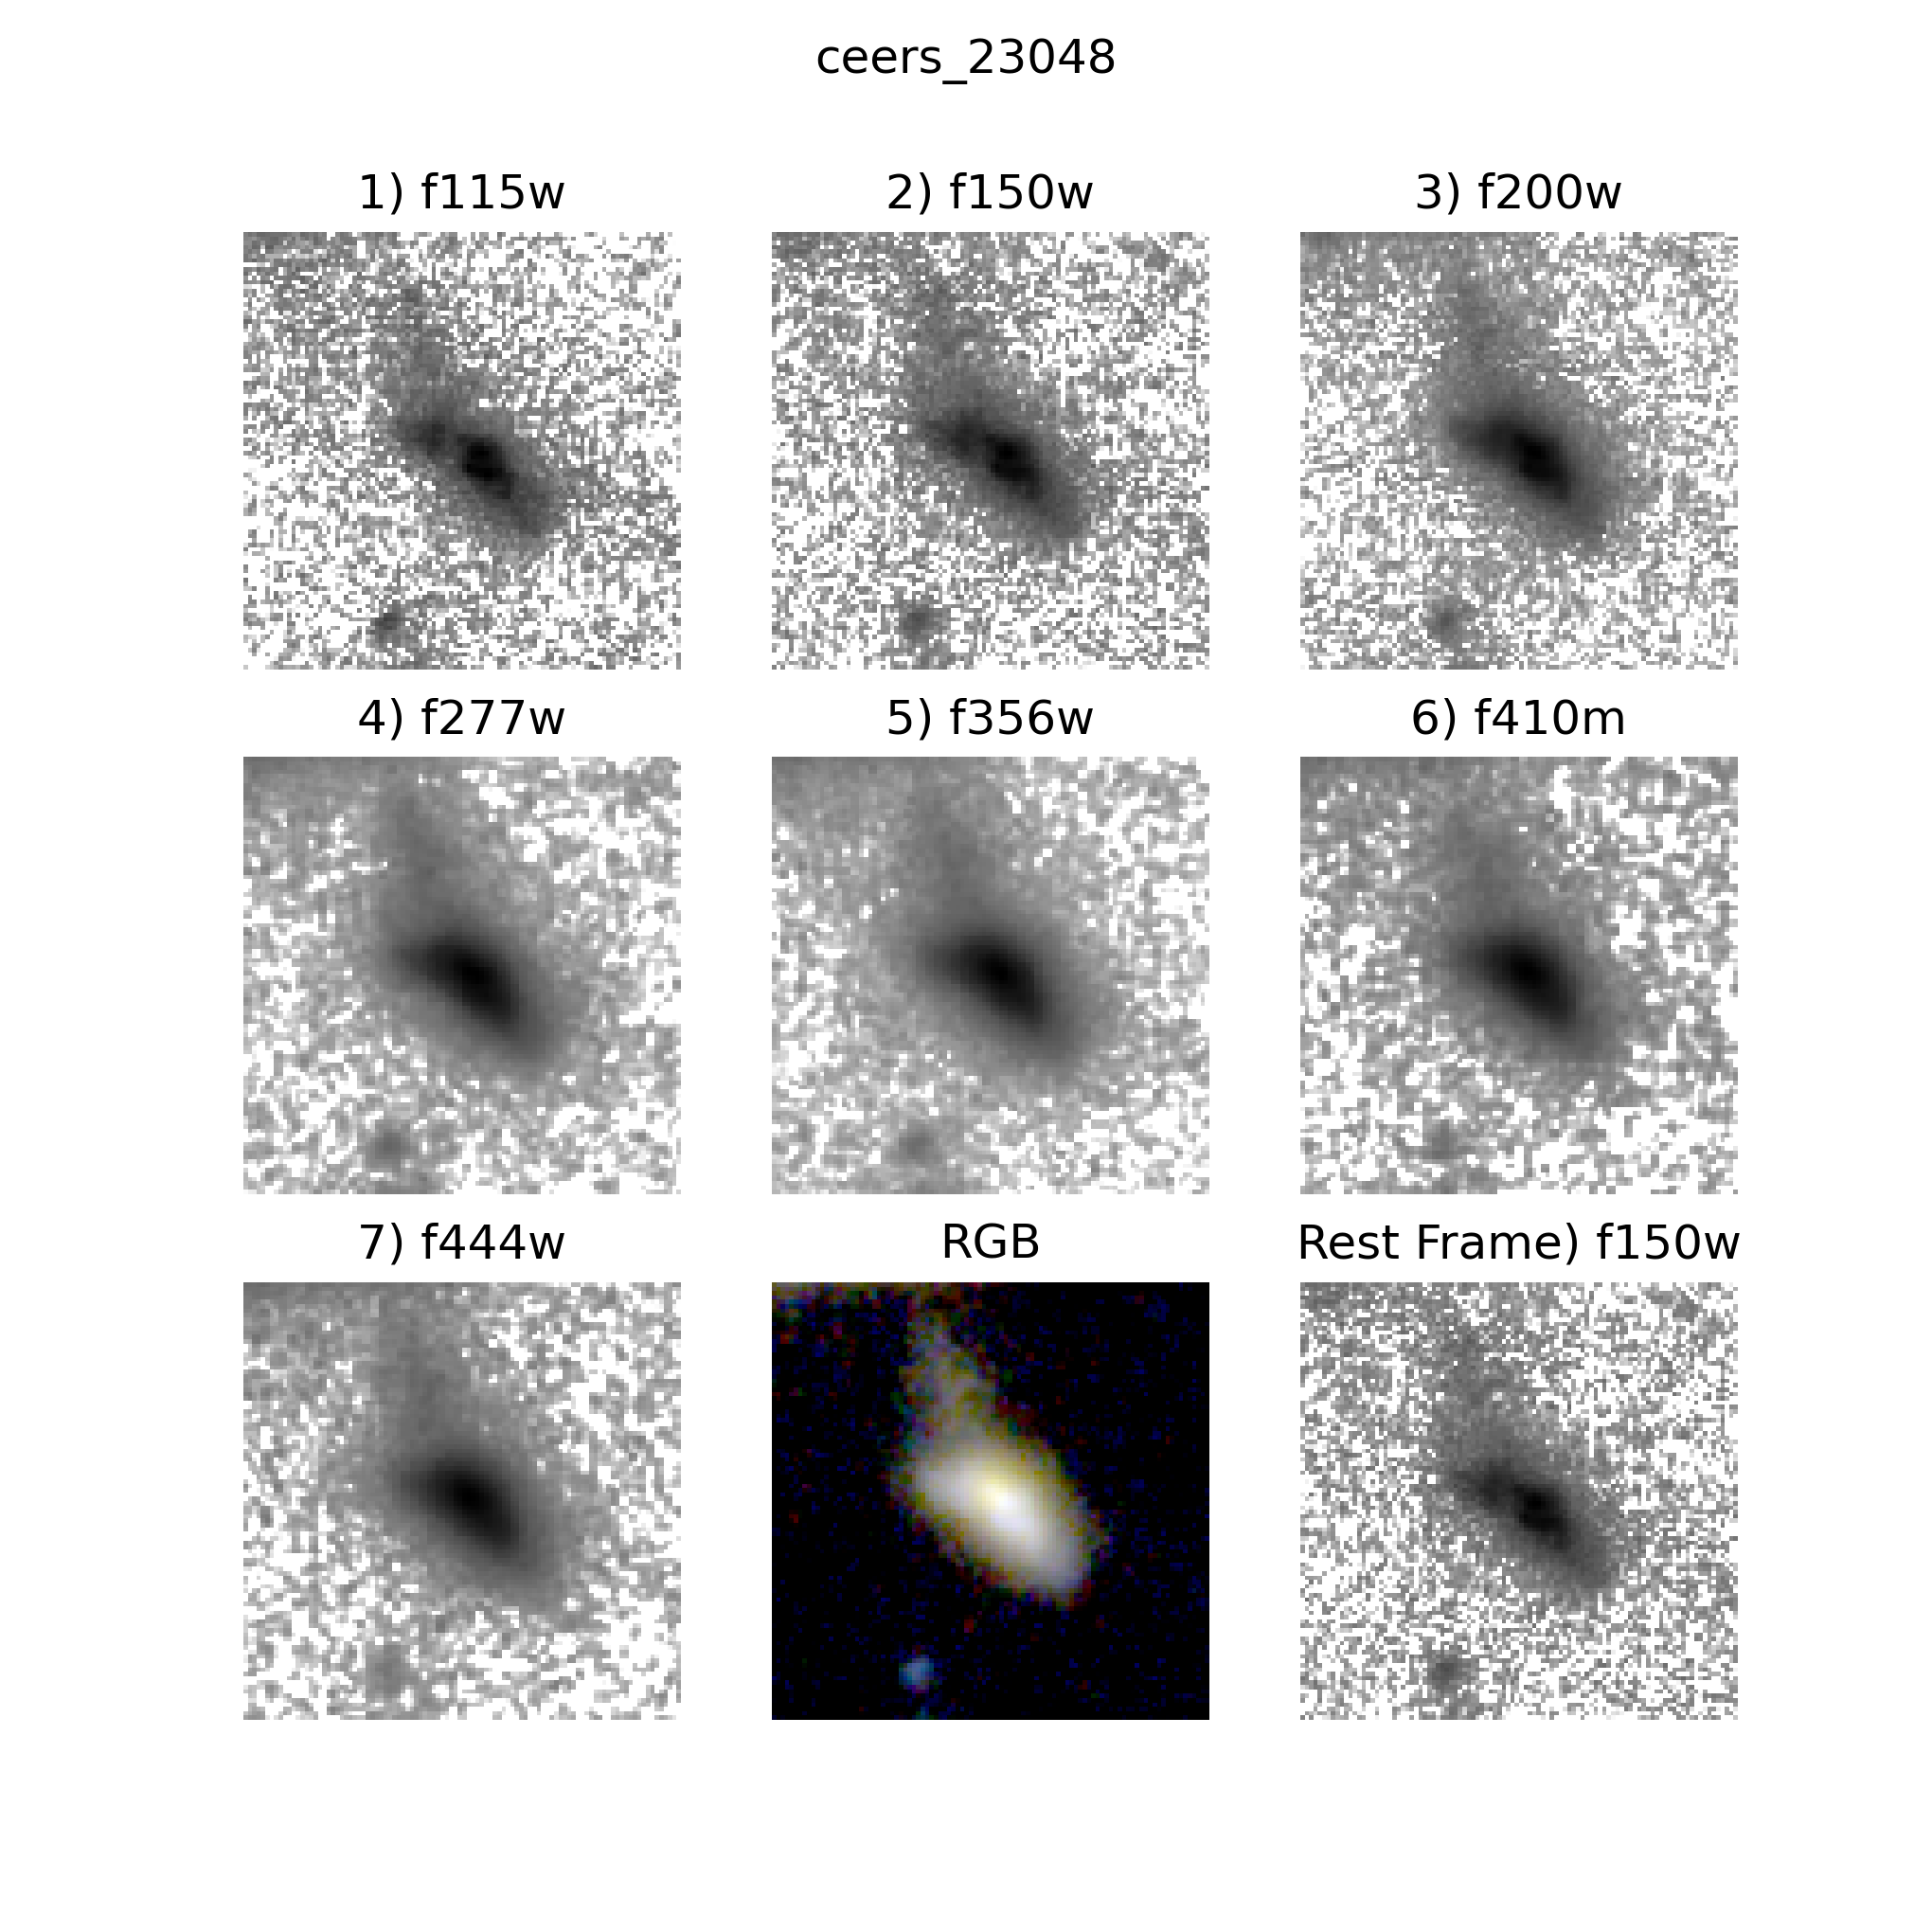 ceers_23048
1) f115w
2) f150w
3) f200w
4) f277w
5) f356w
6) f410m
7) f444w
RGB
Rest Frame) f150w